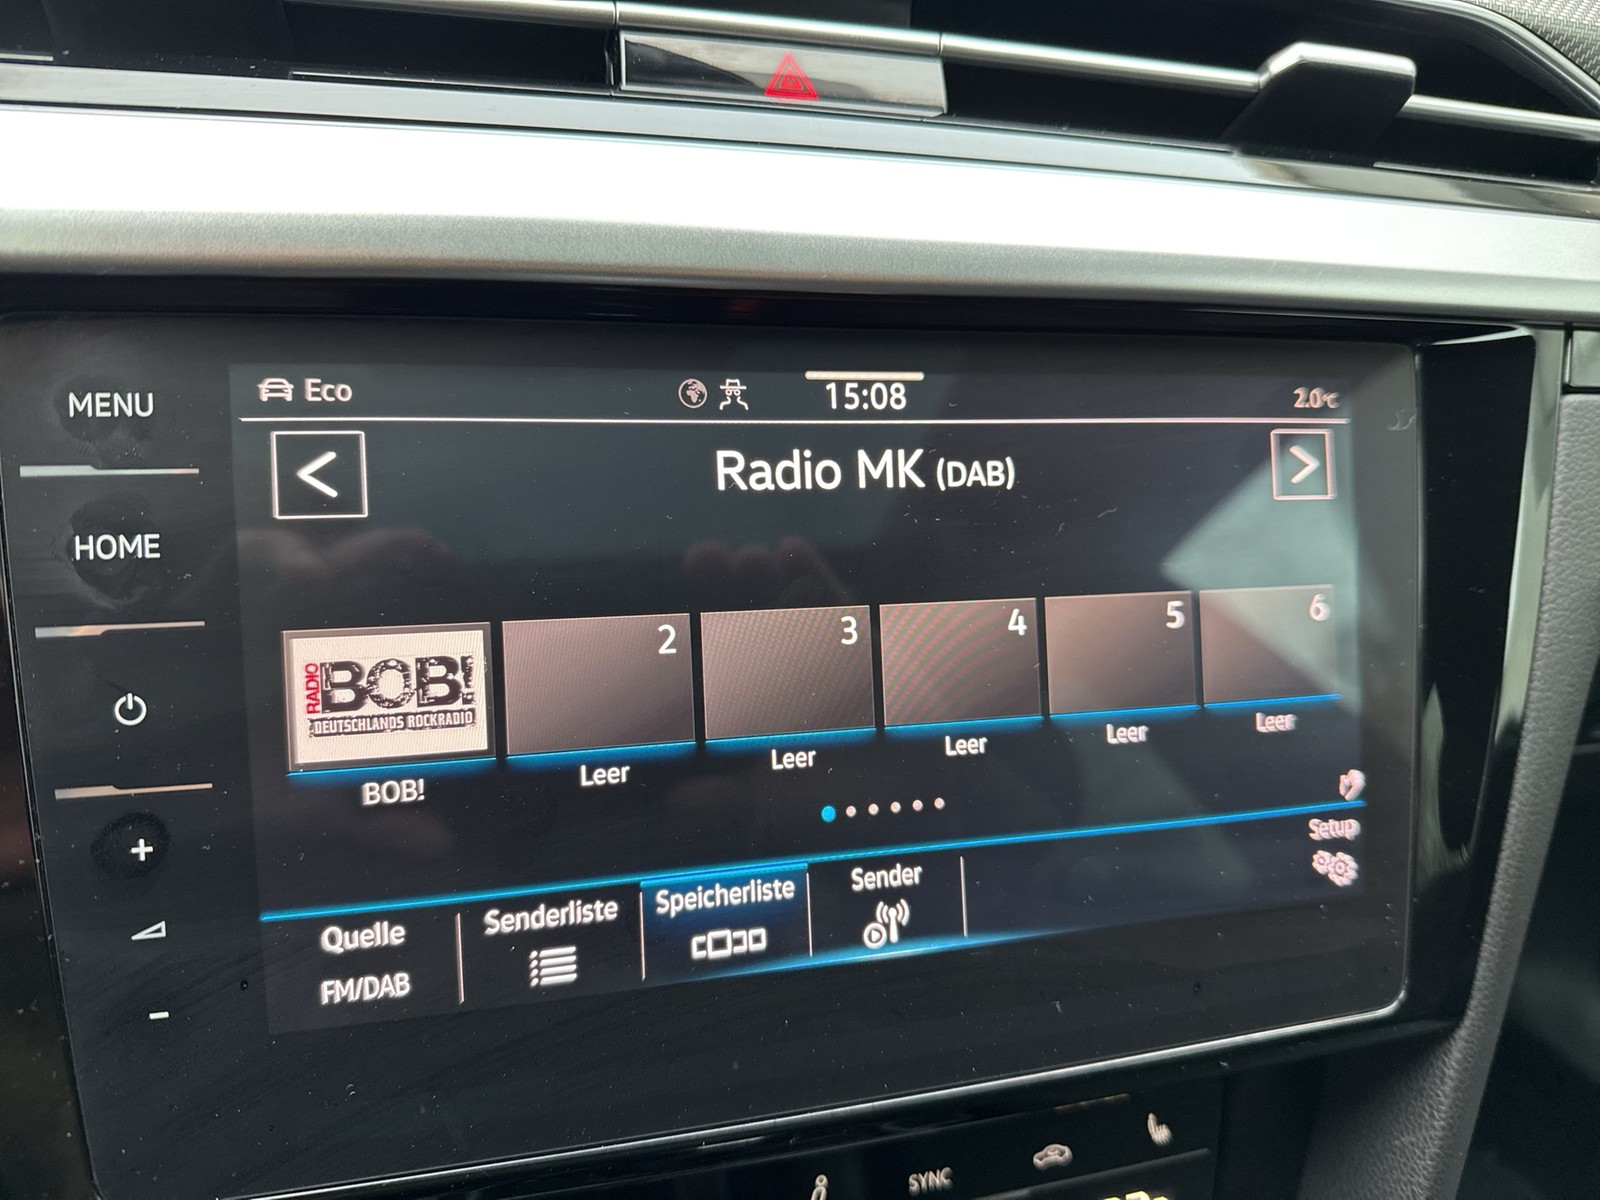 MENU
HOME
Eco
15:08
2.0°C
Radio MK (DAB)
RADIO
BOB!
DEUTSCHLANDS ROCKRADIO
2
3
4
5
6
BOB!
Leer
Leer
Leer
Leer
Leer
Setup
Quelle
FM/DAB
Senderliste
Speicherliste
Sender
+
-
SYNC